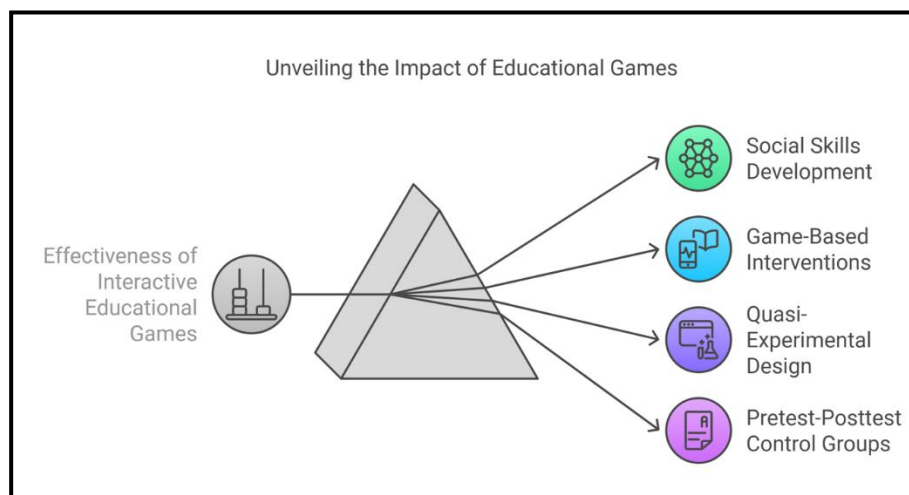 Unveiling the Impact of Educational Games
Effectiveness of
Interactive
Educational
Games
Social Skills
Development
Game-Based
Interventions
Quasi-
Experimental
Design
Pretest-Posttest
Control Groups